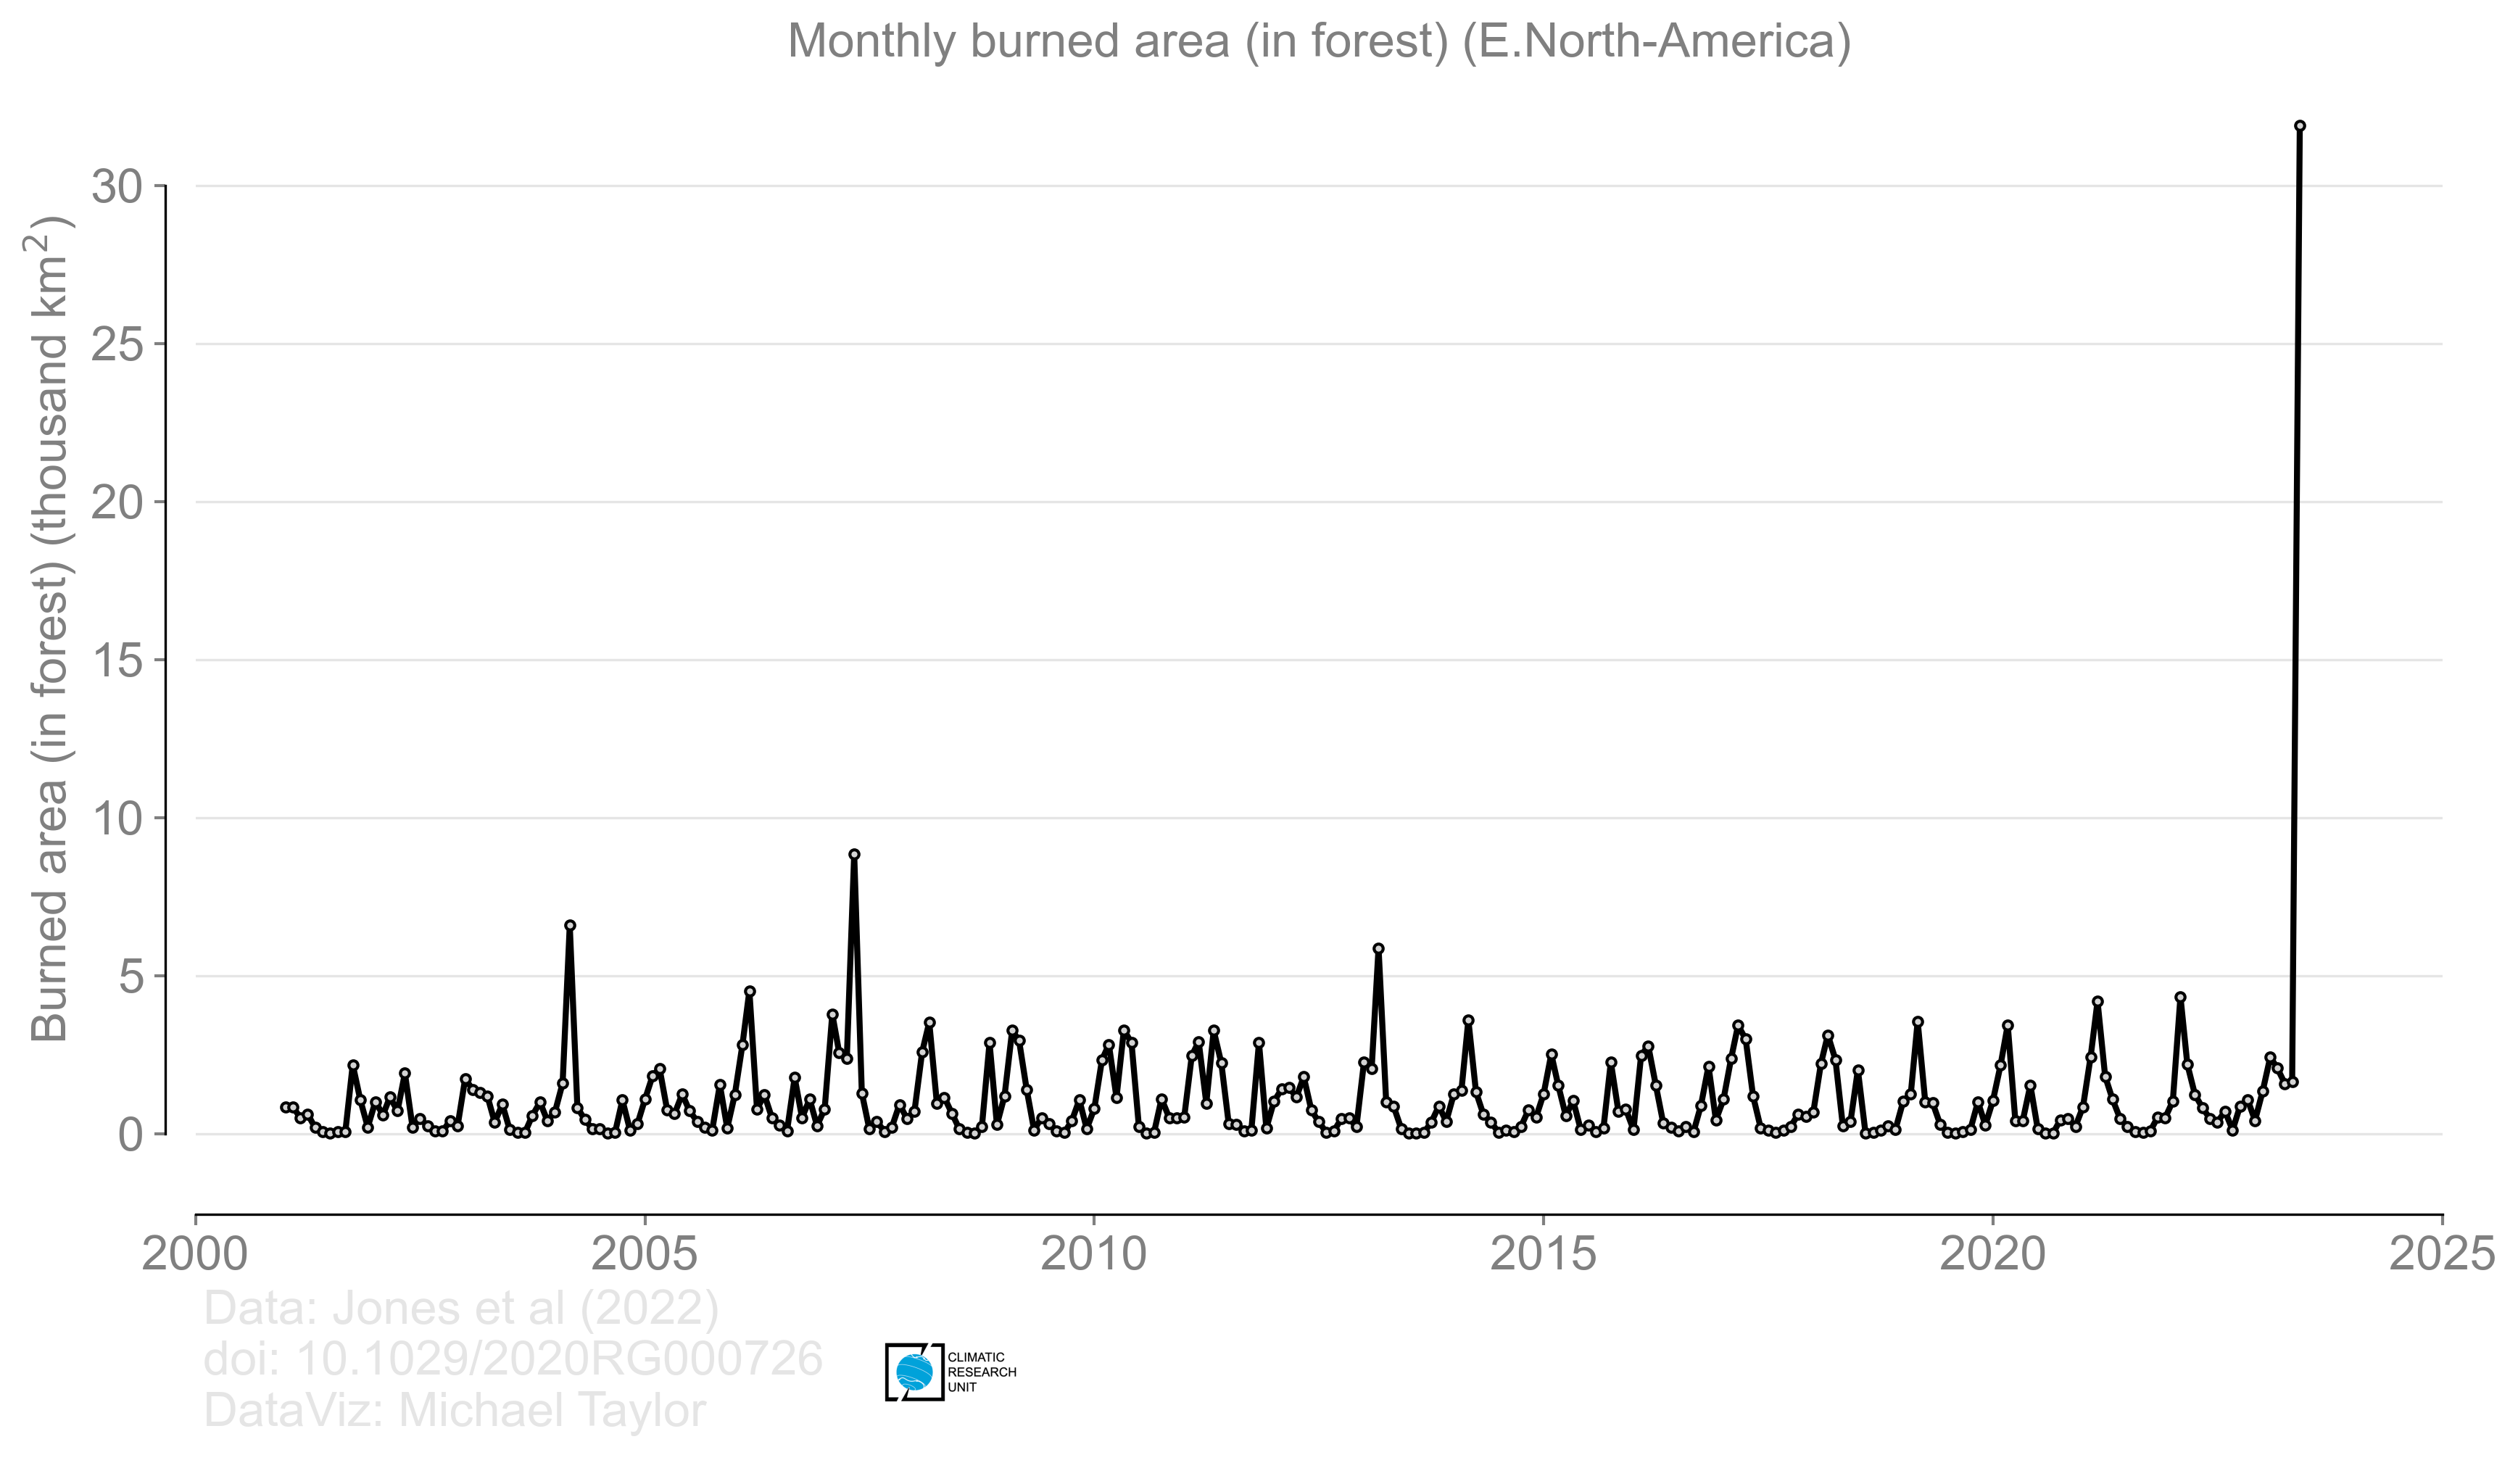 Monthly burned area (in forest) (E.North-America)
Burned area (in forest) (thousand km²)
30
25
20
15
10
5
0
2000 2005 2010 2015 2020 2025
Data: Jones et al (2022)
doi: 10.1029/2020RG000726
DataViz: Michael Taylor
CLIMATIC
RESEARCH
UNIT